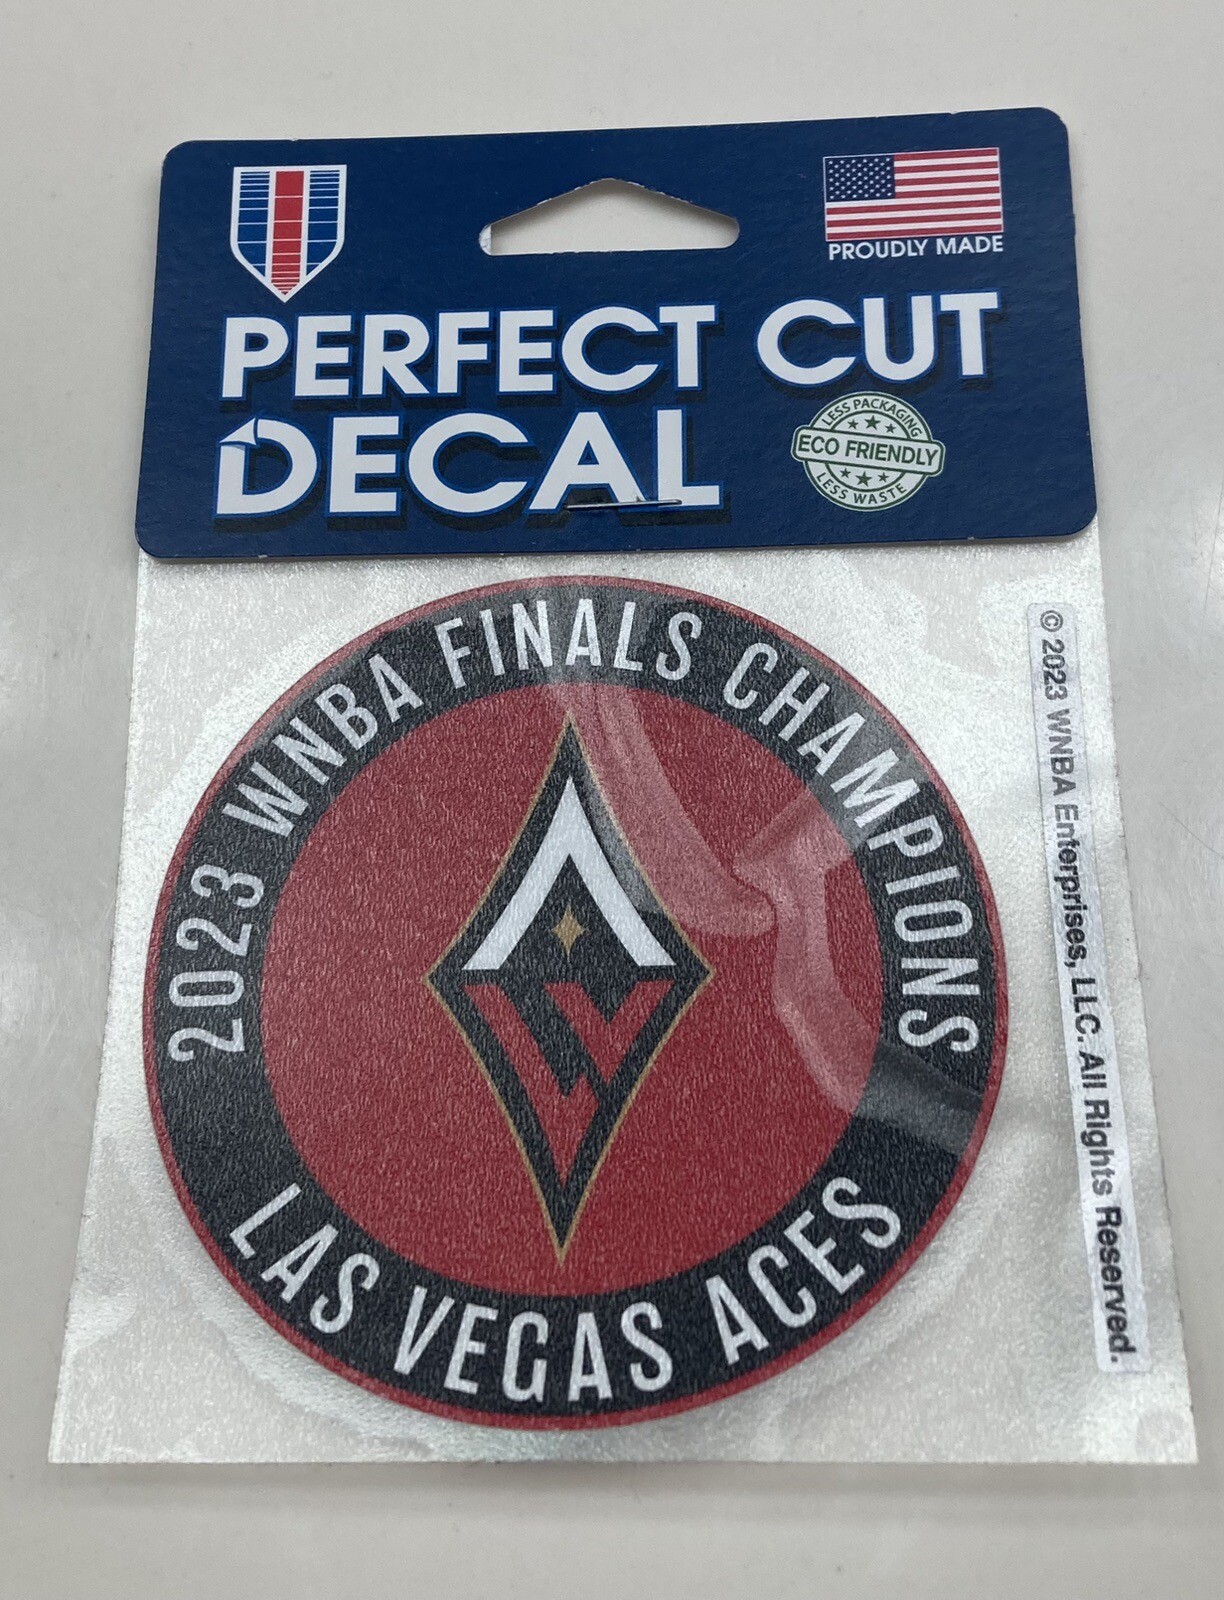 PROUDLY MADE
PERFECT CUT
DECAL
LESS PACKAGING
ECO FRIENDLY
LESS WASTE
2023 WNBA FINALS CHAMPIONS
LAS VEGAS ACES
© 2023 WNBA Enterprises, LLC. All Rights Reserved.